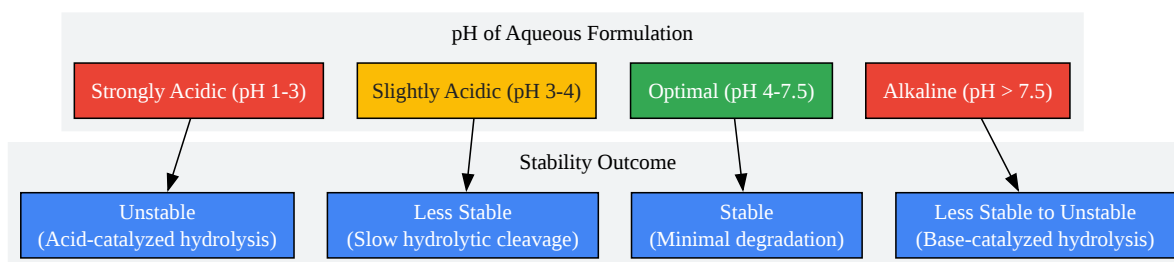 pH of Aqueous Formulation
Strongly Acidic (pH 1-3)
Slightly Acidic (pH 3-4)
Optimal (pH 4-7.5)
Alkaline (pH > 7.5)
Stability Outcome
Unstable
(Acid-catalyzed hydrolysis)
Less Stable
(Slow hydrolytic cleavage)
Stable
(Minimal degradation)
Less Stable to Unstable
(Base-catalyzed hydrolysis)